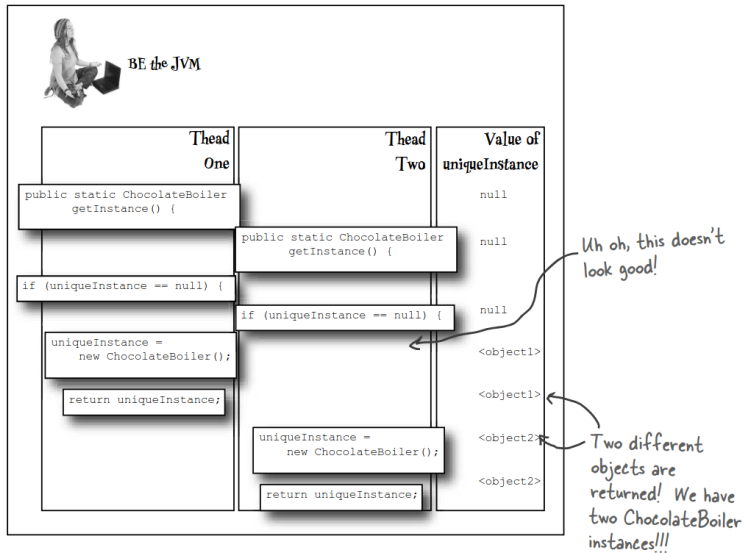 BE the JVM
Thead
One
Thead
Two
Value of
uniqueInstance
public static ChocolateBoiler
getInstance() {
null
public static ChocolateBoiler
getInstance() {
null
if (uniqueInstance == null) {
if (uniqueInstance == null) {
null
uniqueInstance =
new ChocolateBoiler();
<object1>
return uniqueInstance;
<object1>
uniqueInstance =
new ChocolateBoiler();
<object2>
return uniqueInstance;
<object2>
Uh oh, this doesn't
look good!
Two different
objects are
returned! We have
two ChocolateBoiler
instances!!!